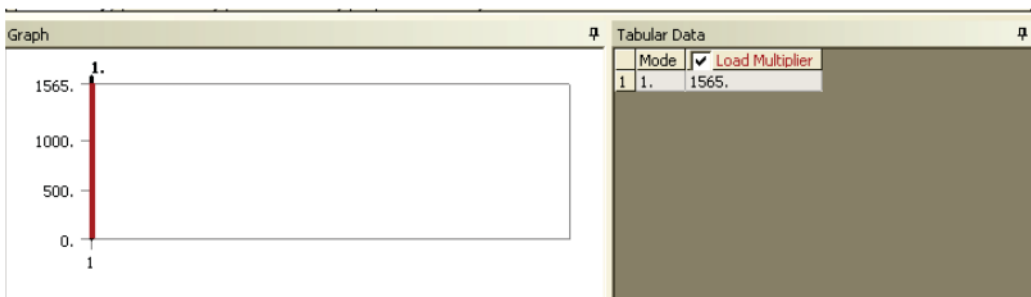 Graph
1.
1565.
1000.
500.
0.
1
Tabular Data
Mode Load Multiplier
1 1. 1565.